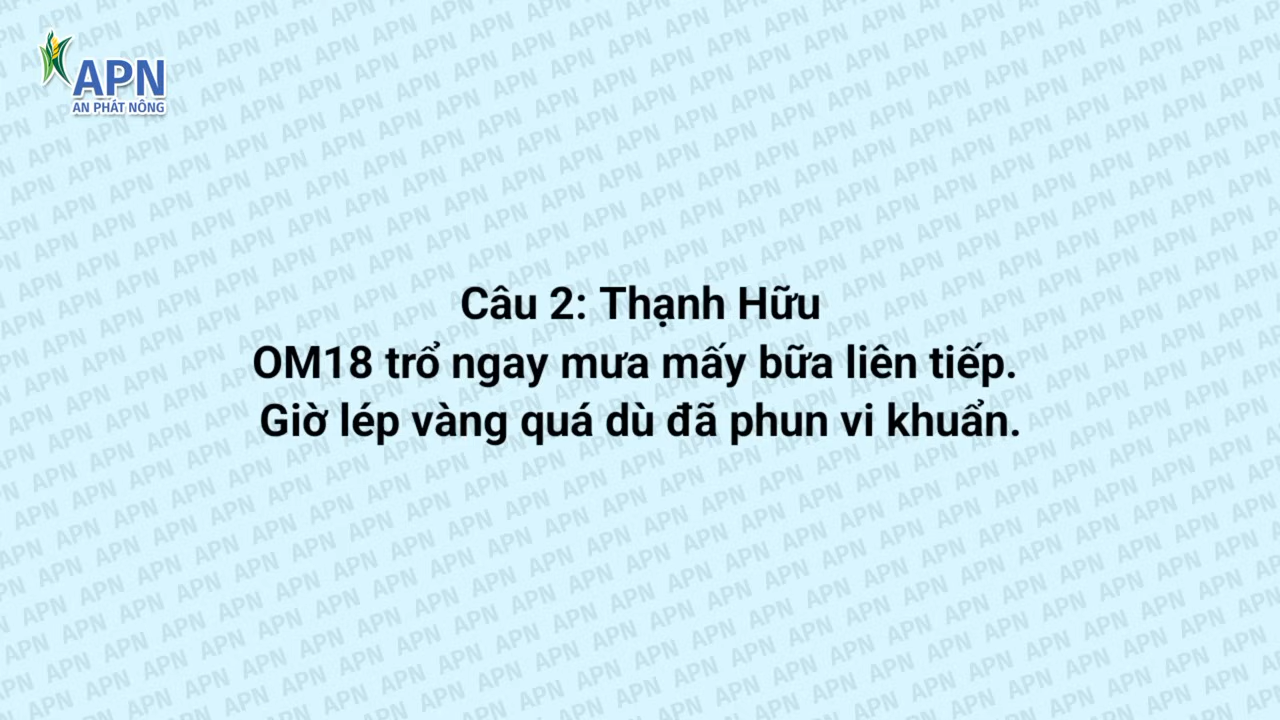 APN
AN PHÁT NÔNG
Câu 2: Thạnh Hữu
OM18 trổ ngay mưa mấy bữa liên tiếp.
Giờ lép vàng quá dù đã phun vi khuẩn.